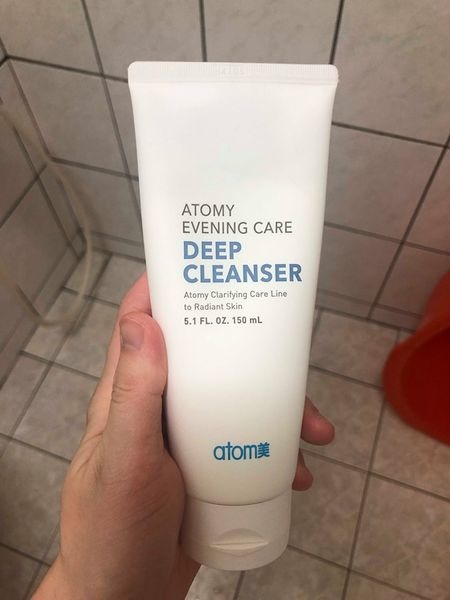 ATOMY
EVENING CARE
DEEP
CLEANSER
Atomy Clarifying Care Line
to Radiant Skin
5.1 FL. OZ. 150 mL
atom美